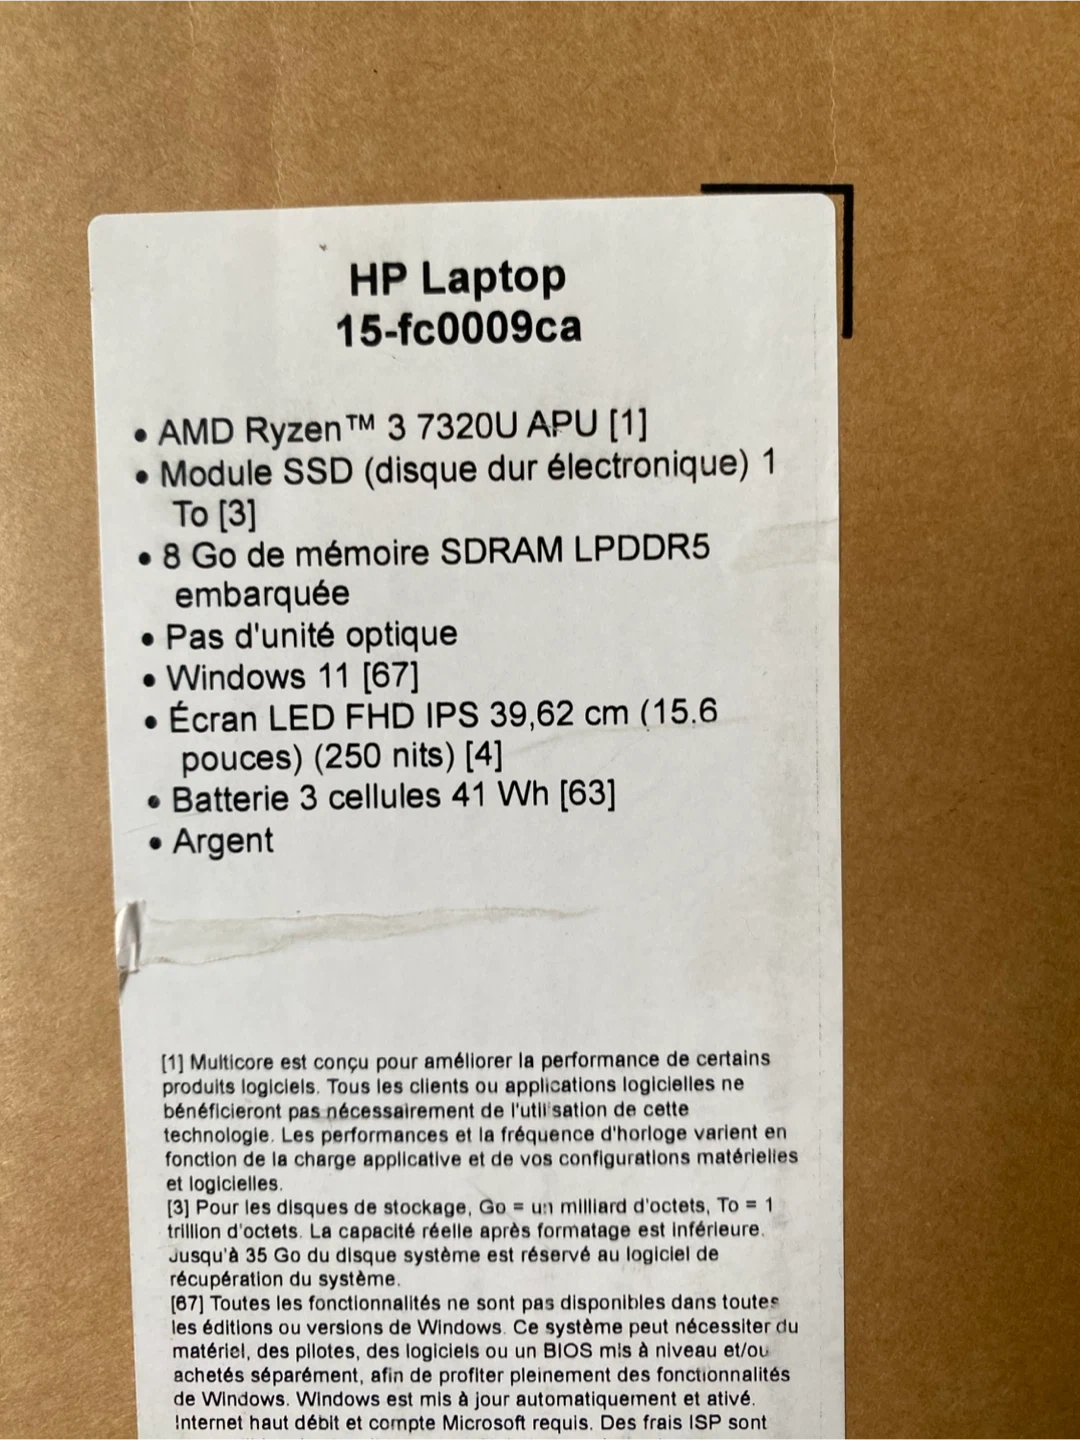 HP Laptop
15-fc0009ca
• AMD Ryzen™ 3 7320U APU [1]
• Module SSD (disque dur électronique) 1
To [3]
• 8 Go de mémoire SDRAM LPDDR5
embarquée
• Pas d'unité optique
• Windows 11 [67]
• Écran LED FHD IPS 39,62 cm (15.6
pouces) (250 nits) [4]
• Batterie 3 cellules 41 Wh [63]
• Argent
[1] Multicore est conçu pour améliorer la performance de certains
produits logiciels. Tous les clients ou applications logicielles ne
bénéficieront pas nécessairement de l'utilisation de cette
technologie. Les performances et la fréquence d'horloge varient en
fonction de la charge applicative et de vos configurations matérielles
et logicielles.
[3] Pour les disques de stockage, Go = un milliard d'octets, To = 1
trillion d'octets. La capacité réelle après formatage est inférieure.
Jusqu'à 35 Go du disque système est réservé au logiciel de
récupération du système.
[67] Toutes les fonctionnalités ne sont pas disponibles dans toutes
les éditions ou versions de Windows. Ce système peut nécessiter du
matériel, des pilotes, des logiciels ou un BIOS mis à niveau et/ou
achetés séparément, afin de profiter pleinement des fonctionnalités
de Windows. Windows est mis à jour automatiquement et ativé.
Internet haut débit et compte Microsoft requis. Des frais ISP sont